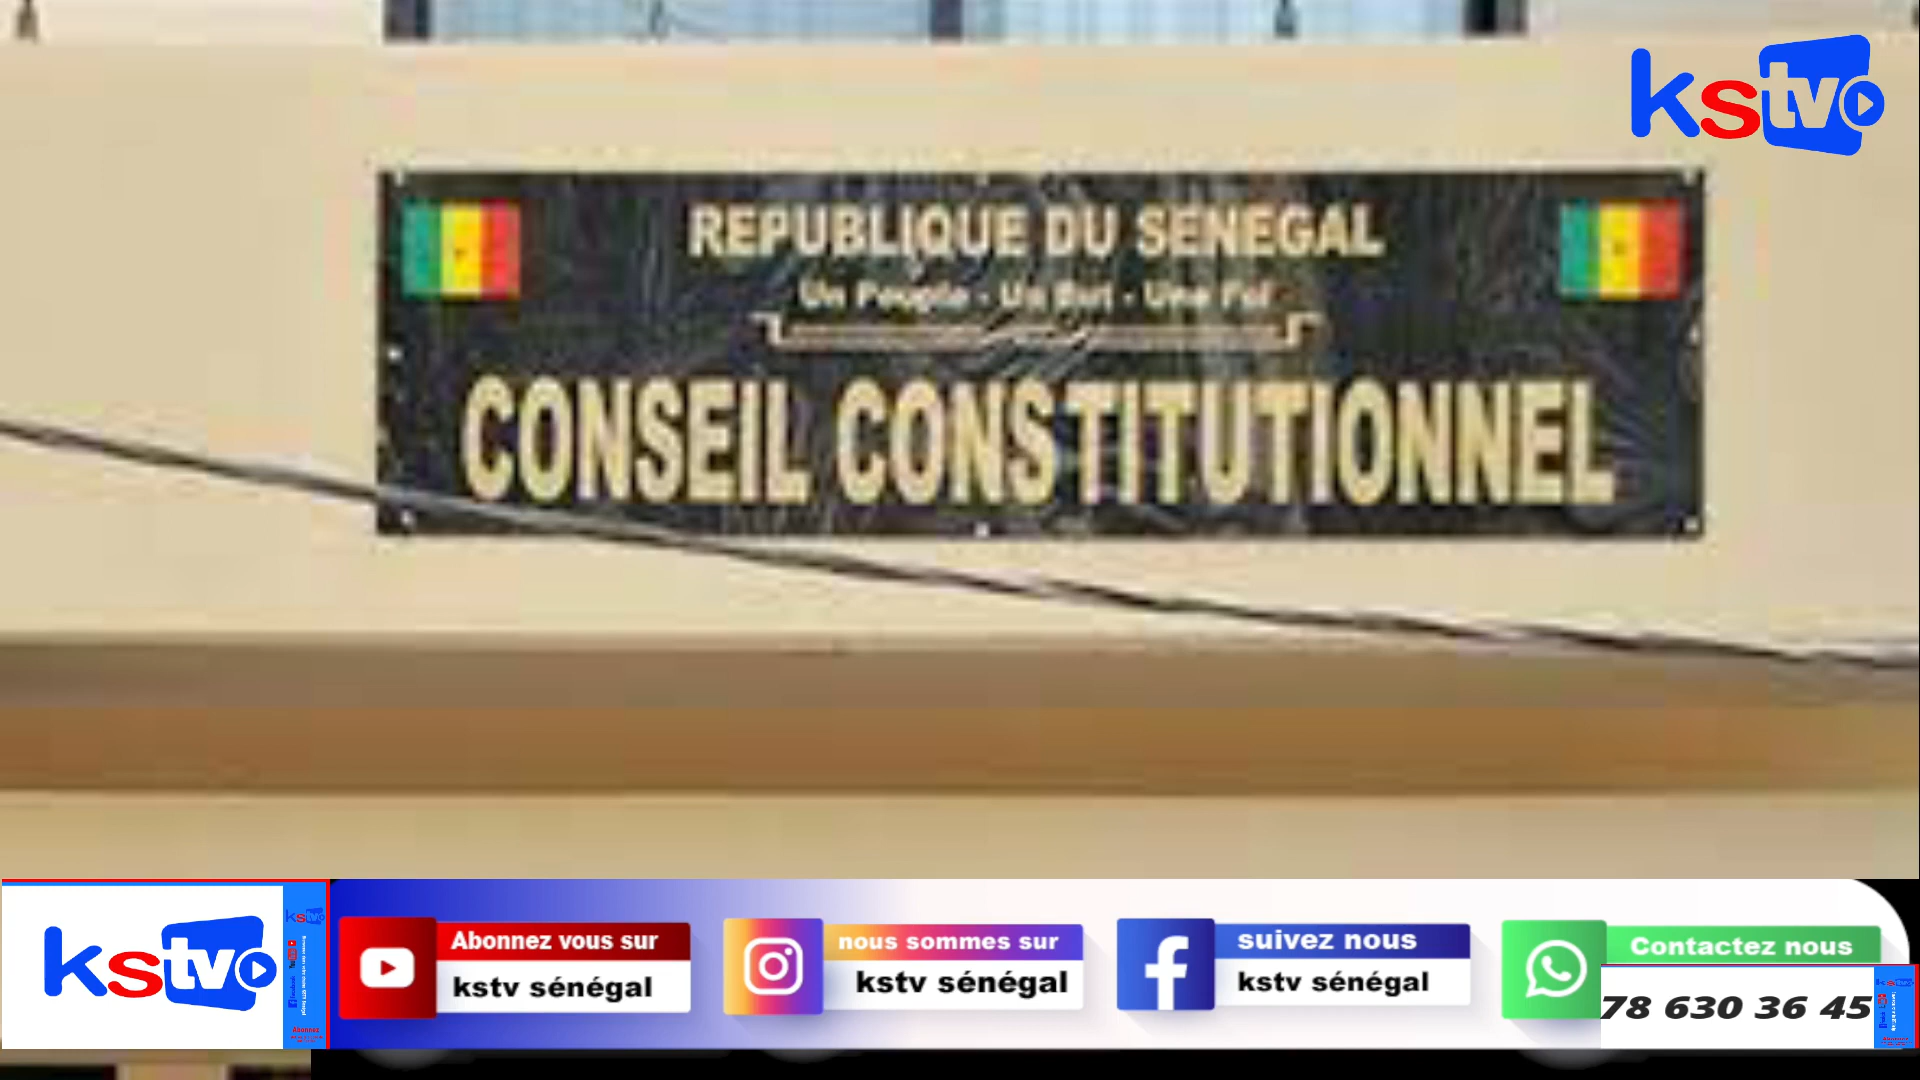 kstv
REPUBLIQUE DU SENEGAL
Un Peuple - Un But - Une Foi
CONSEIL CONSTITUTIONNEL
kstv
Abonnez vous sur
kstv sénégal
nous sommes sur
kstv sénégal
suivez nous
kstv sénégal
Contactez nous
78 630 36 45